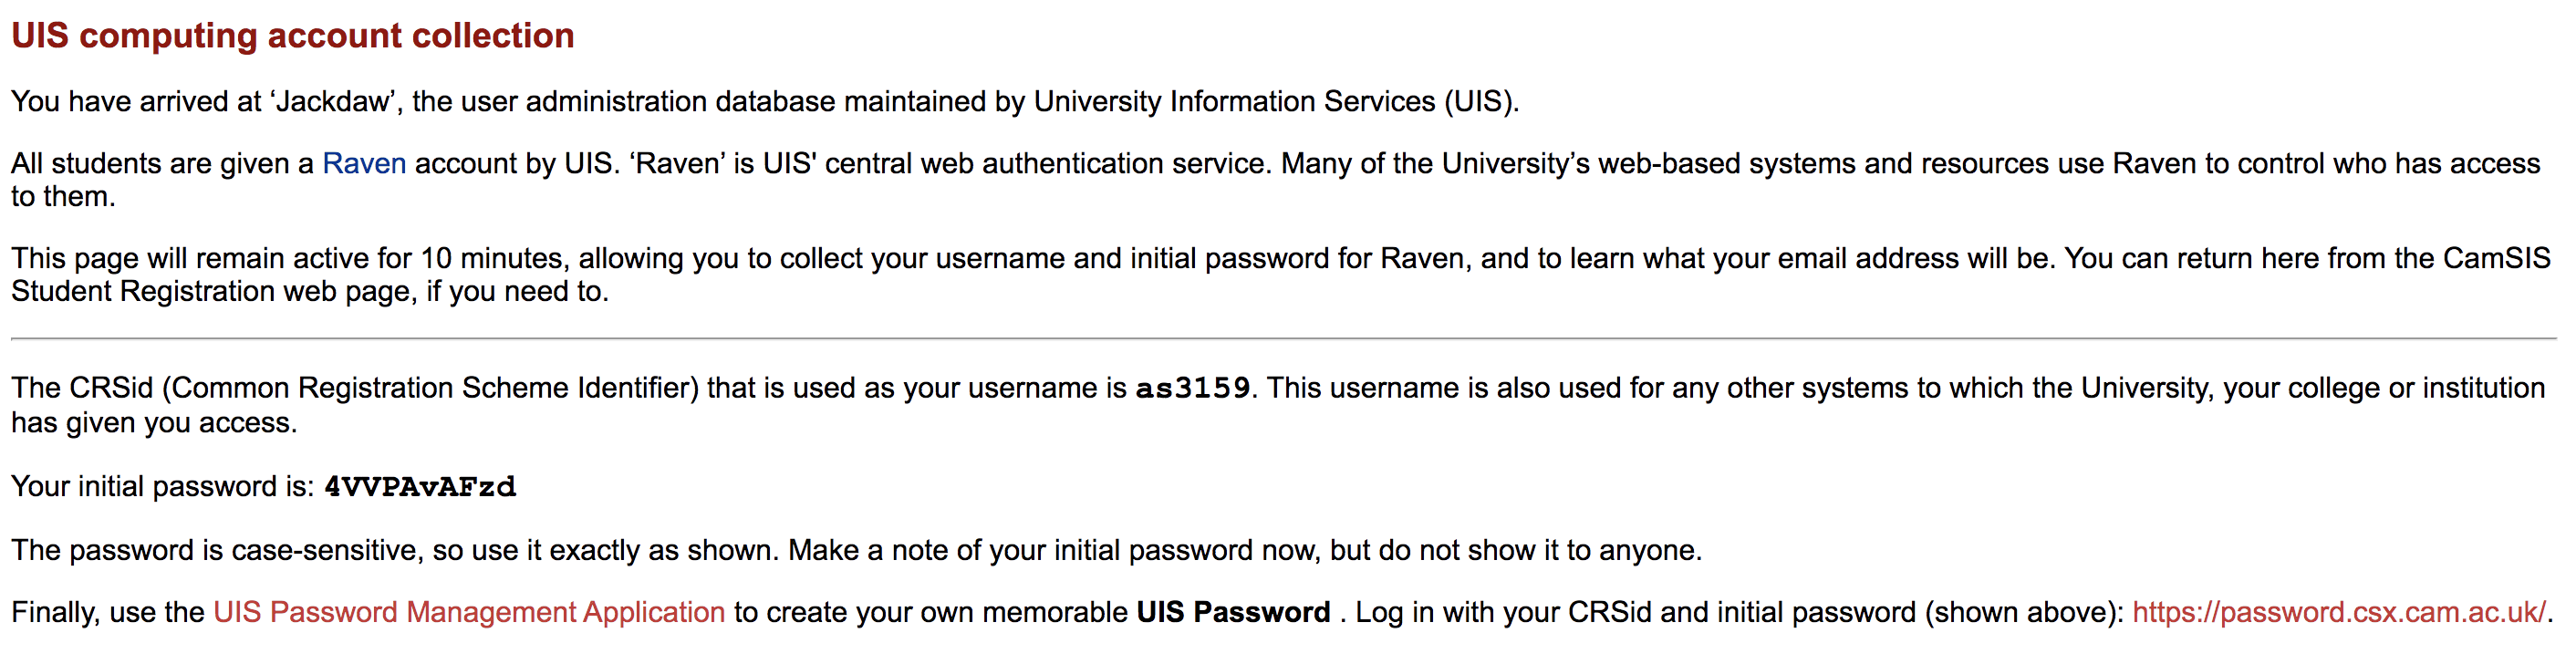 UIS computing account collection
You have arrived at ‘Jackdaw’, the user administration database maintained by University Information Services (UIS).
All students are given a Raven account by UIS. ‘Raven’ is UIS' central web authentication service. Many of the University’s web-based systems and resources use Raven to control who has access
to them.
This page will remain active for 10 minutes, allowing you to collect your username and initial password for Raven, and to learn what your email address will be. You can return here from the CamSIS
Student Registration web page, if you need to.
The CRSid (Common Registration Scheme Identifier) that is used as your username is as3159. This username is also used for any other systems to which the University, your college or institution
has given you access.
Your initial password is: 4VVPAvAFzd
The password is case-sensitive, so use it exactly as shown. Make a note of your initial password now, but do not show it to anyone.
Finally, use the UIS Password Management Application to create your own memorable UIS Password . Log in with your CRSid and initial password (shown above): https://password.csx.cam.ac.uk/.